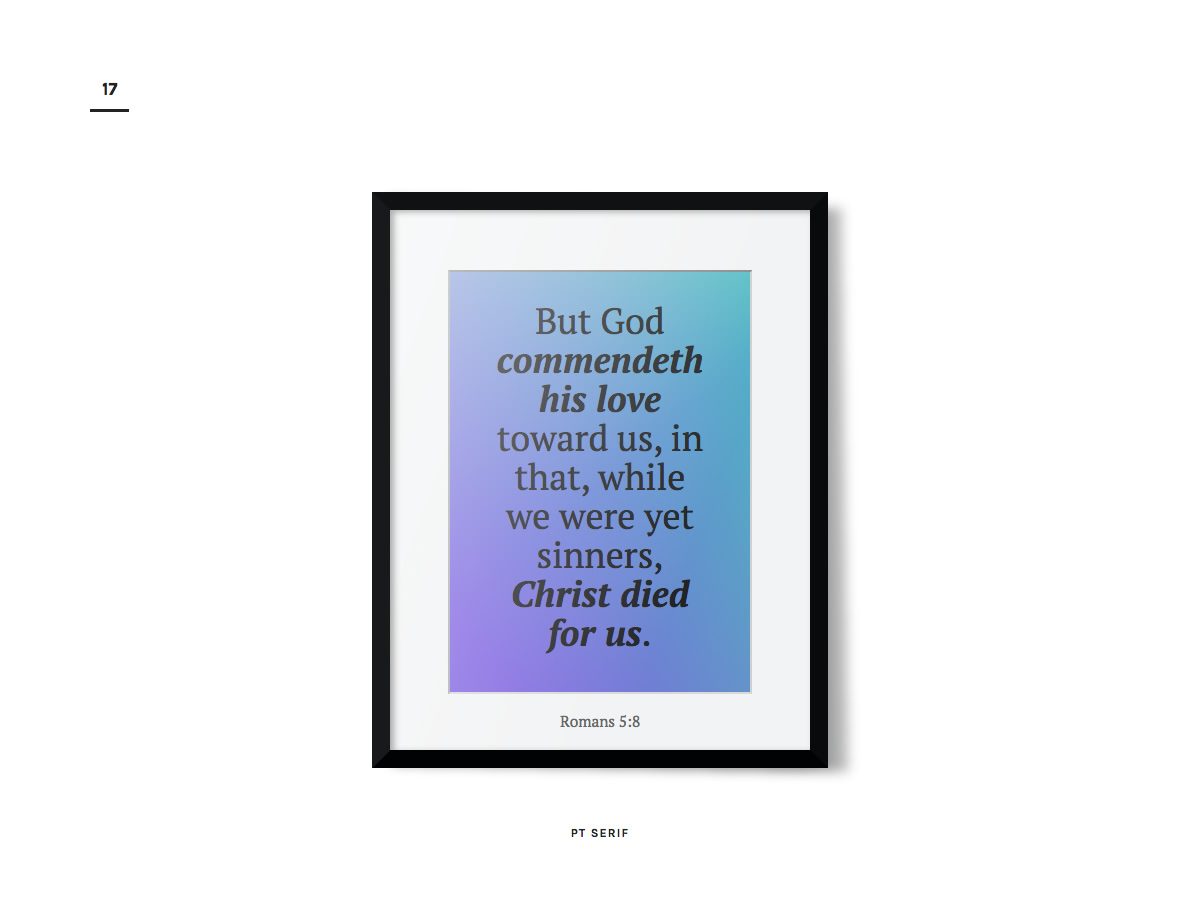 17
But God
commendeth
his love
toward us, in
that, while
we were yet
sinners,
Christ died
for us.
Romans 5:8
PT SERIF